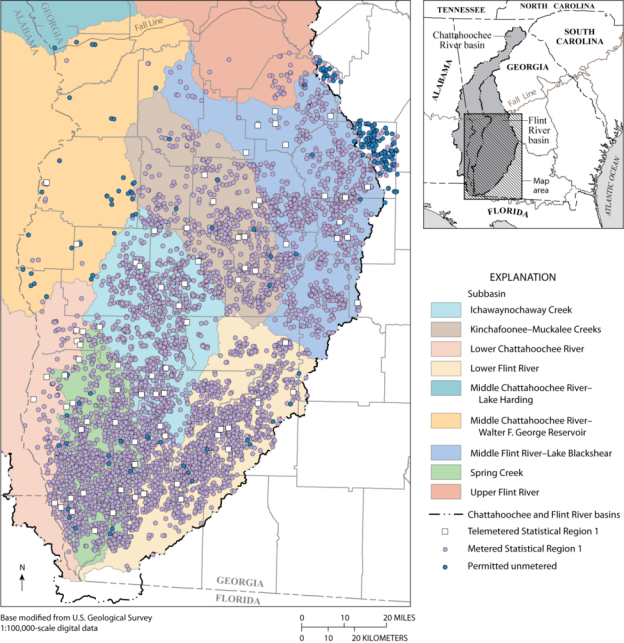 GEORGIA
ALABAMA
Fall Line
N
GEORGIA
FLORIDA
Base modified from U.S. Geological Survey
1:100,000-scale digital data
0 10 20 MILES
0 10 20 KILOMETERS
TENNESSEE
NORTH CAROLINA
Chattahoochee
River basin
SOUTH
CAROLINA
GEORGIA
ALABAMA
Fall Line
Flint
River
basin
Map
area
FLORIDA
ATLANTIC OCEAN
EXPLANATION
Subbasin
Ichawaynochaway Creek
Kinchafoonee–Muckalee Creeks
Lower Chattahoochee River
Lower Flint River
Middle Chattahoochee River–
Lake Harding
Middle Chattahoochee River–
Walter F. George Reservoir
Middle Flint River–Lake Blackshear
Spring Creek
Upper Flint River
Chattahoochee and Flint River basins
Telemetered Statistical Region 1
Metered Statistical Region 1
Permitted unmetered